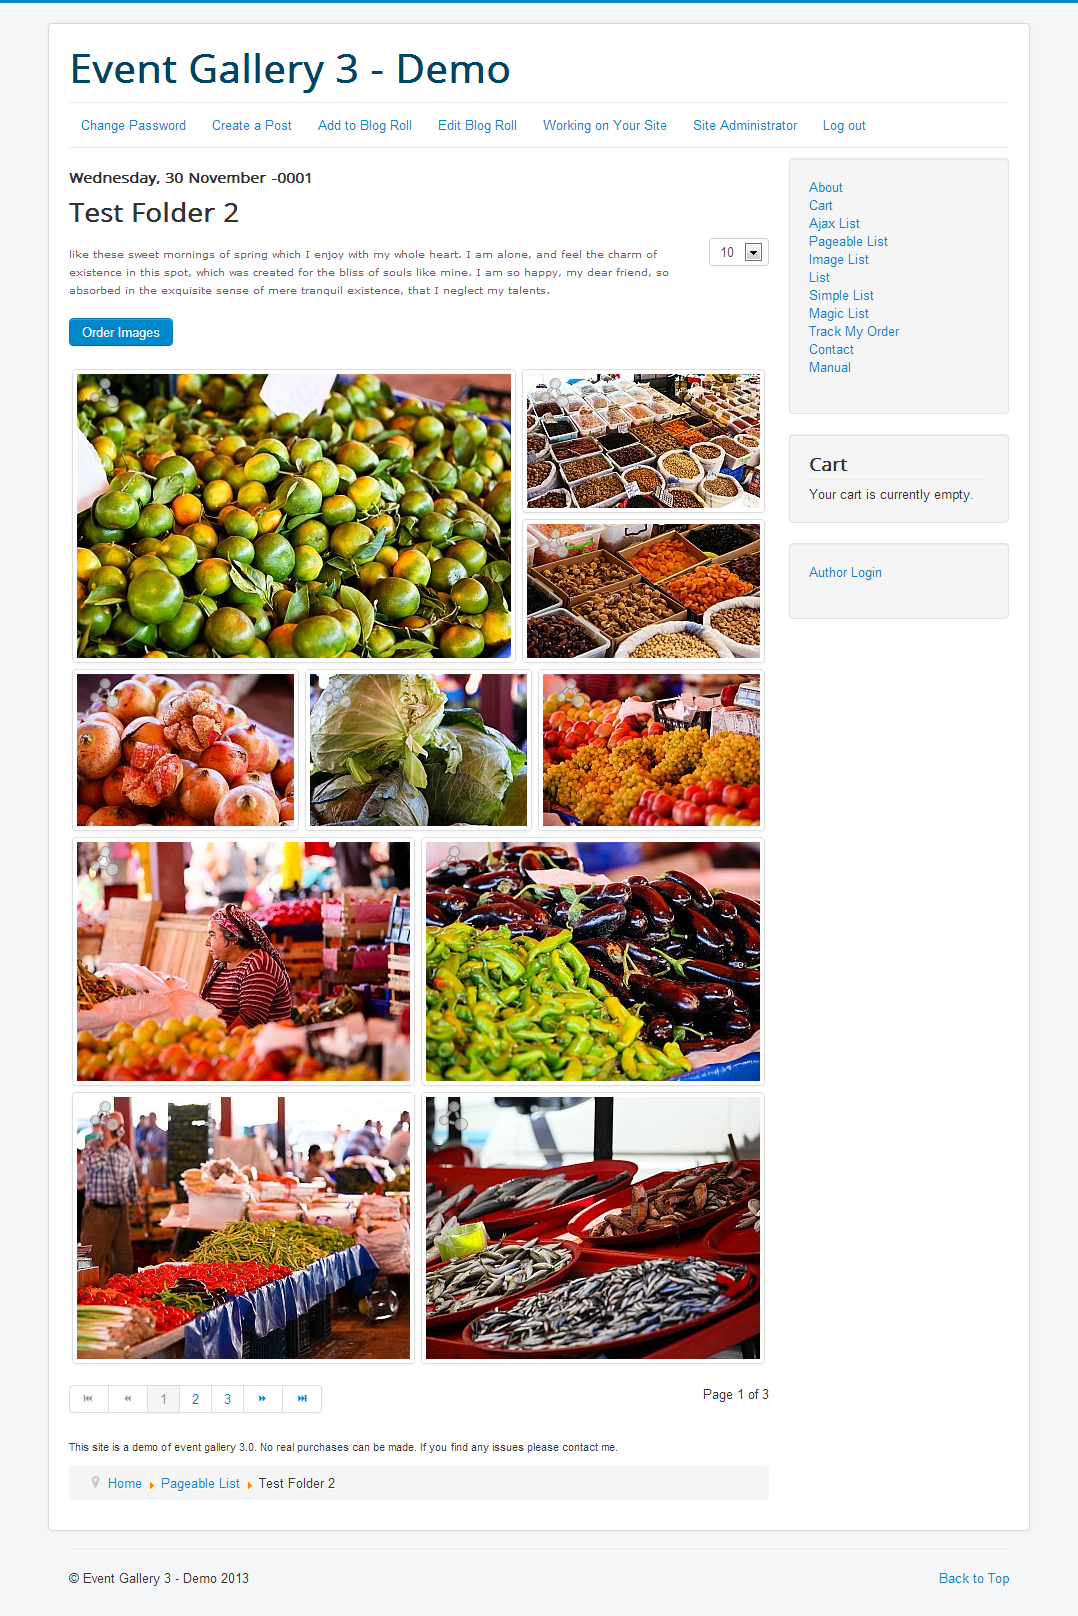 Event Gallery 3 - Demo
Change Password Create a Post Add to Blog Roll Edit Blog Roll Working on Your Site Site Administrator Log out
Wednesday, 30 November -0001
Test Folder 2
like these sweet mornings of spring which I enjoy with my whole heart. I am alone, and feel the charm of
existence in this spot, which was created for the bliss of souls like mine. I am so happy, my dear friend, so
absorbed in the exquisite sense of mere tranquil existence, that I neglect my talents.
10
Order Images
1 2 3
Page 1 of 3
This site is a demo of event gallery 3.0. No real purchases can be made. If you find any issues please contact me.
Home Pageable List Test Folder 2
About
Cart
Ajax List
Pageable List
Image List
List
Simple List
Magic List
Track My Order
Contact
Manual
Cart
Your cart is currently empty.
Author Login
© Event Gallery 3 - Demo 2013
Back to Top